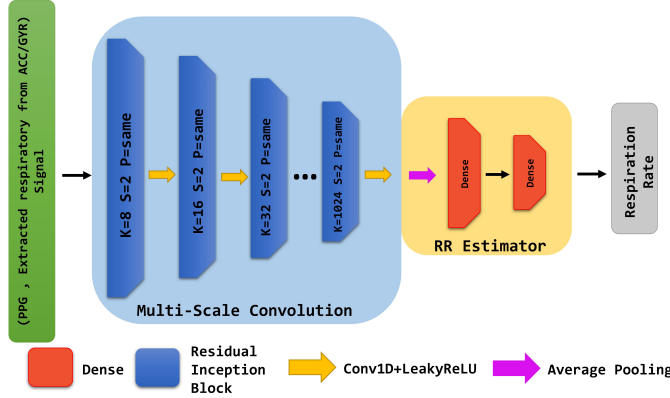 (PPG , Extracted respiratory from ACC/GYR)
Signal
K=8 S=2 P=same
K=16 S=2 P=same
K=32 S=2 P=same
...
K=1024 S=2 P=same
Multi-Scale Convolution
Dense
Dense
RR Estimator
Respiration
Rate
Dense
Residual
Inception
Block
Conv1D+LeakyReLU
Average Pooling